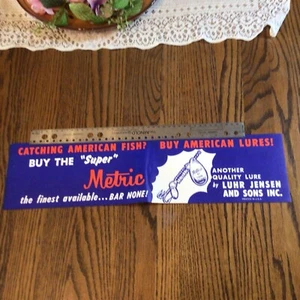 CATCHING AMERICAN FISH?
BUY THE "Super"
Metric
the finest available...BAR NONE!
BUY AMERICAN LURES!
ANOTHER
QUALITY LURE
by LUHR JENSEN
AND SONS INC.